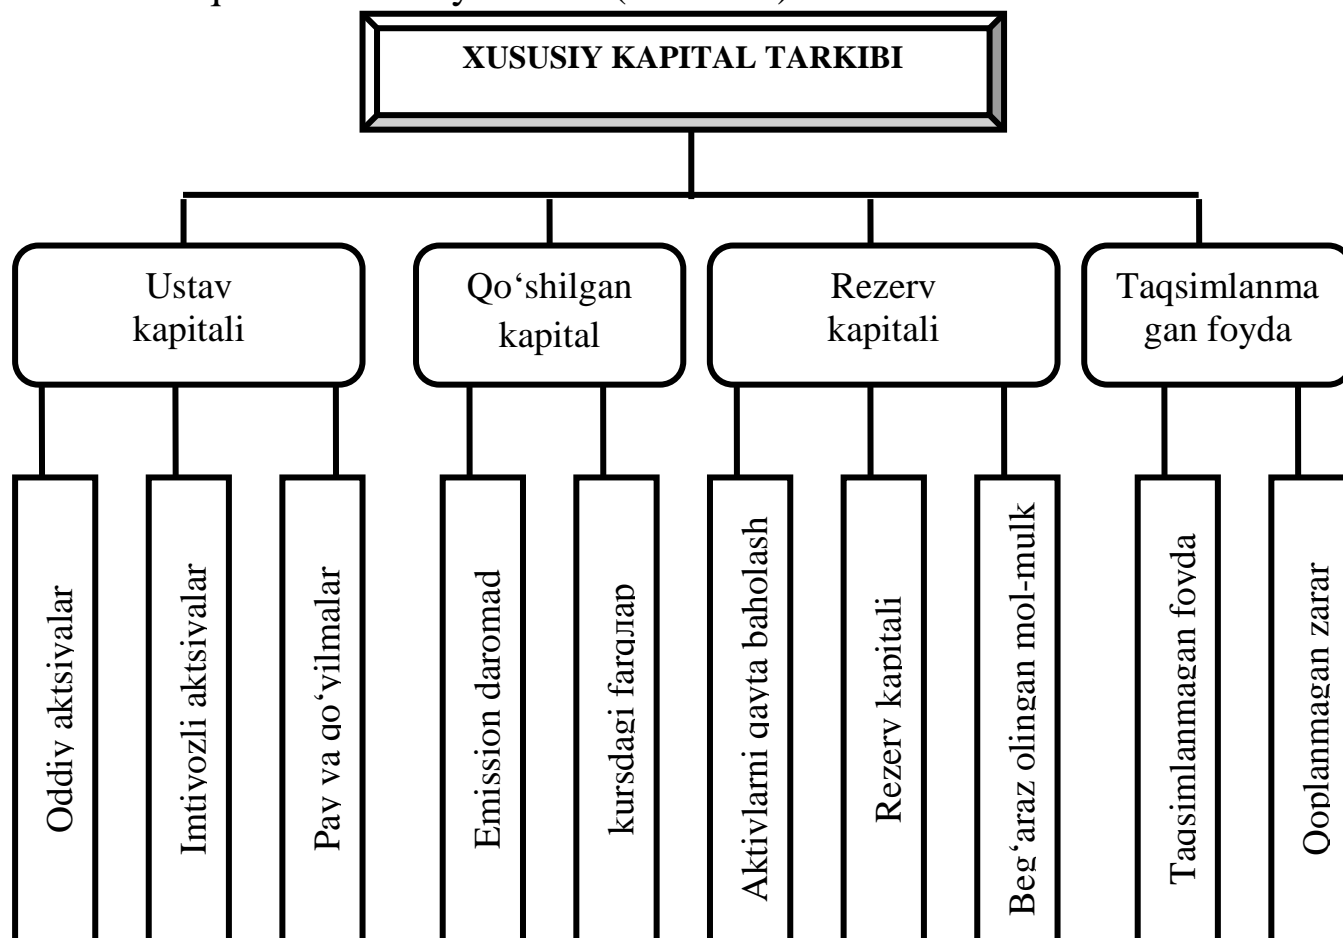 XUSUSIY KAPITAL TARKIBI
Ustav
kapitali
Qo‘shilgan
kapital
Rezerv
kapitali
Taqsimlanma
gan foyda
Oddiy aktsiyalar
Imtiyozli aktsiyalar
Pay va qo‘yilmalar
Emission daromad
kursdagi farqлар
Aktivlarni qayta baholash
Rezerv kapitali
Beg‘araz olingan mol-mulk
Taqsimlanmagan foyda
Qoplanmagan zarar